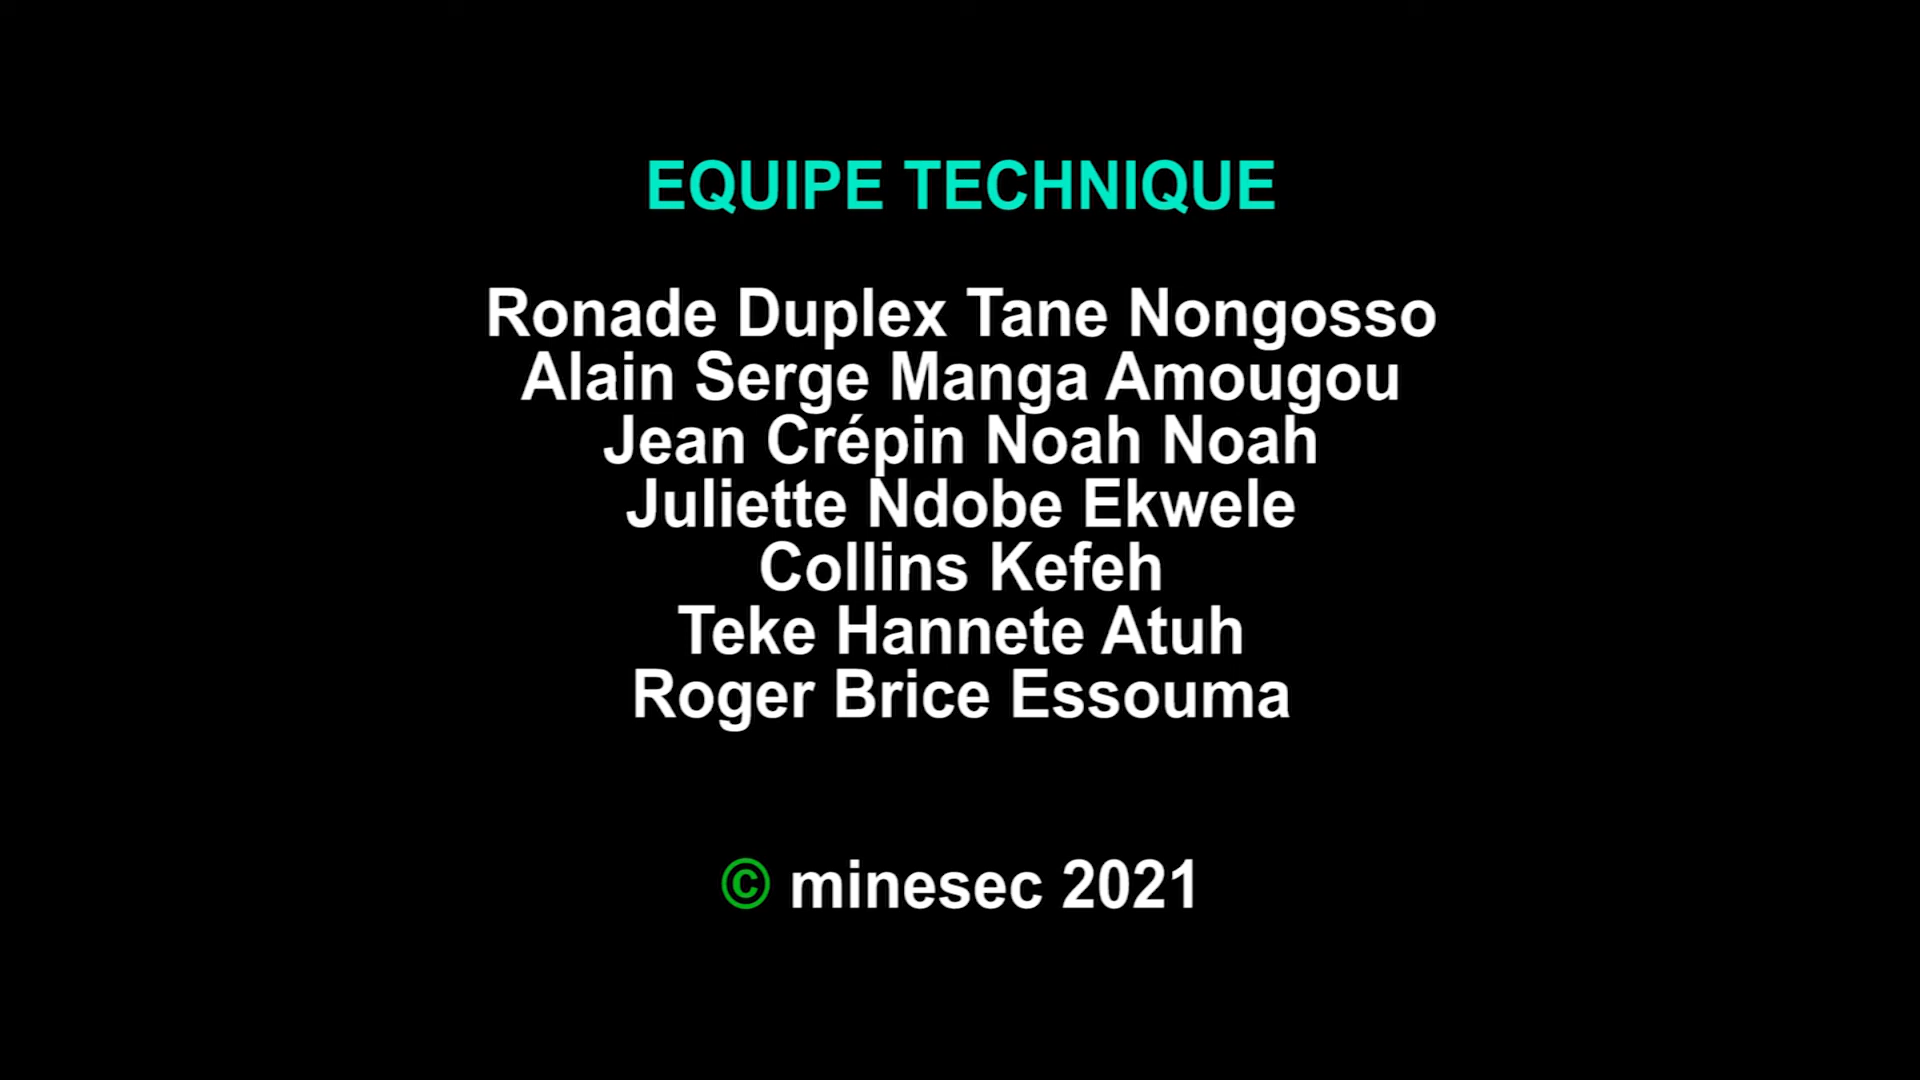 EQUIPE TECHNIQUE
Ronade Duplex Tane Nongosso
Alain Serge Manga Amougou
Jean Crépin Noah Noah
Juliette Ndobe Ekwele
Collins Kefeh
Teke Hannete Atuh
Roger Brice Essouma
© minesec 2021